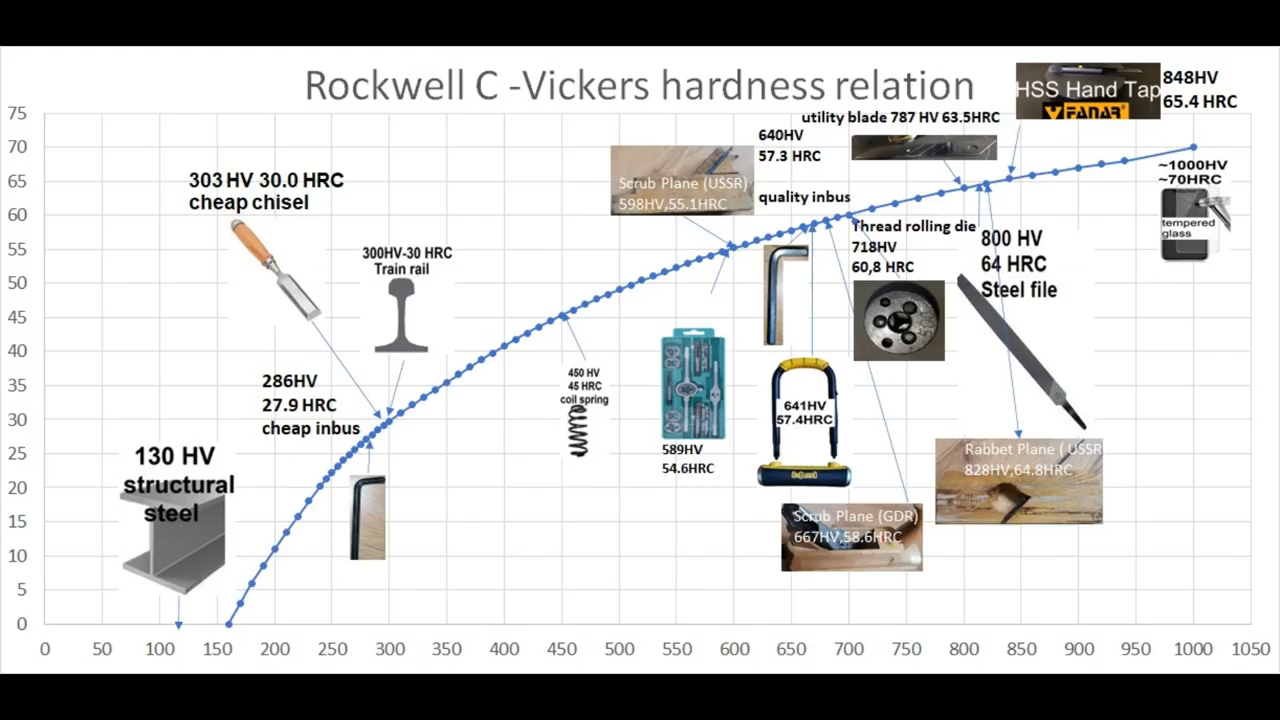 Rockwell C -Vickers hardness relation
HSS Hand Tap
FANAR
848HV
65.4 HRC
utility blade 787 HV 63.5HRC
640HV
57.3 HRC
quality inbus
Scrub Plane (USSR)
598HV,55.1HRC
303 HV 30.0 HRC
cheap chisel
300HV-30 HRC
Train rail
~1000HV
~70HRC
tempered
glass
Thread rolling die
718HV
60,8 HRC
800 HV
64 HRC
Steel file
286HV
27.9 HRC
cheap inbus
450 HV
45 HRC
coil spring
641HV
57.4HRC
OnGuard
589HV
54.6HRC
130 HV
structural
steel
Rabbet Plane ( USSR
828HV,64.8HRC
Scrub Plane (GDR)
667HV,58.6HRC
75
70
65
60
55
50
45
40
35
30
25
20
15
10
5
0
0 50 100 150 200 250 300 350 400 450 500 550 600 650 700 750 800 850 900 950 1000 1050